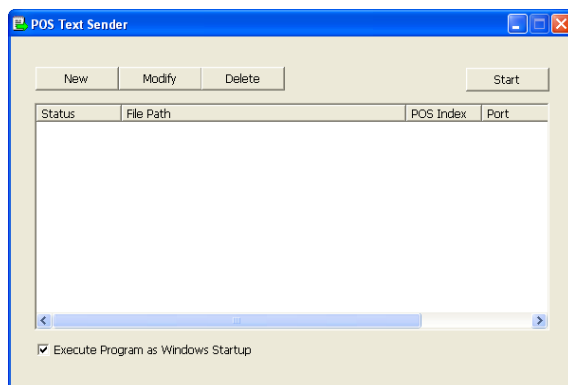 POS Text Sender
New Modify Delete Start
Status File Path POS Index Port
Execute Program as Windows Startup